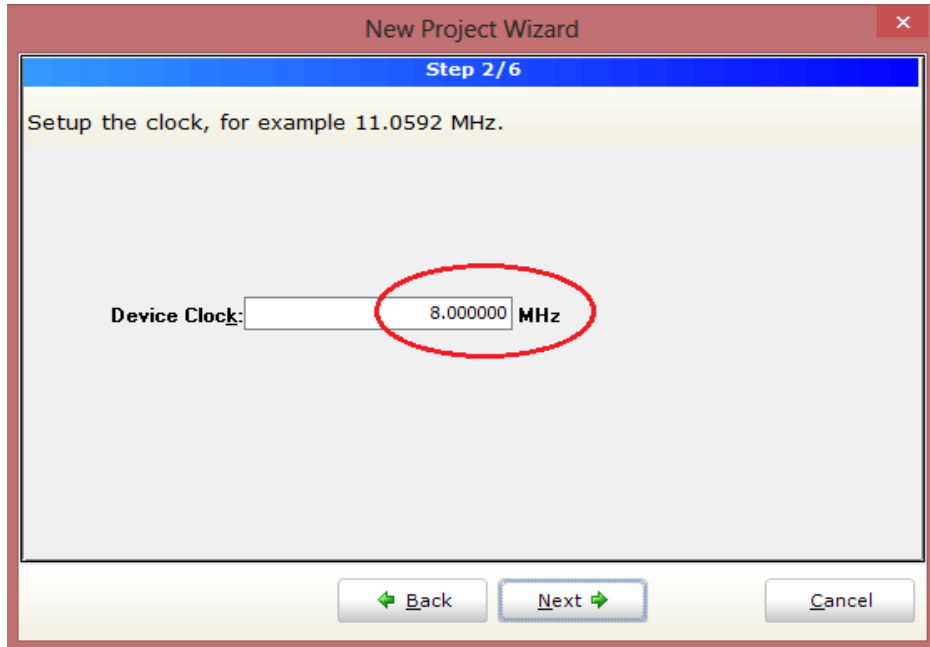 New Project Wizard
Step 2/6
Setup the clock, for example 11.0592 MHz.
Device Clock: 8.000000 MHz
Back Next Cancel